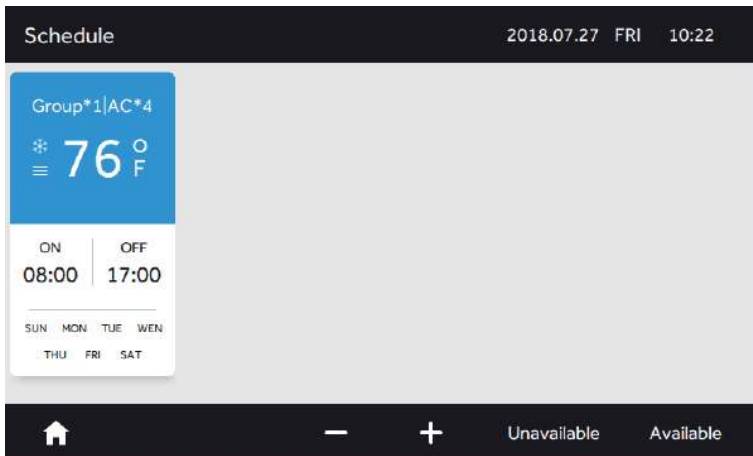 Schedule 2018.07.27 FRI 10:22
Group*1|AC*4
76 °F
ON OFF
08:00 17:00
SUN MON TUE WEN
THU FRI SAT
Unavailable Available